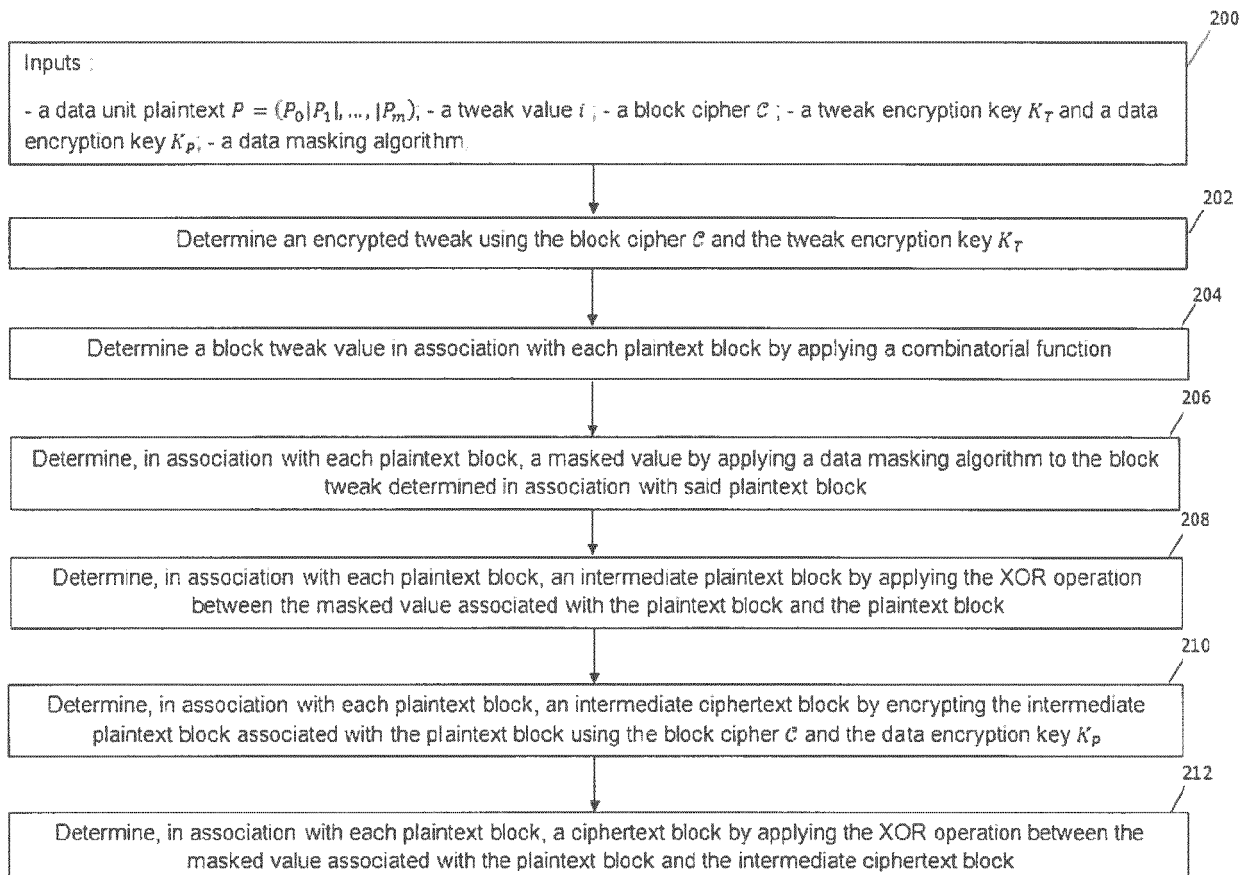 200
Inputs :
- a data unit plaintext P = (P₀|P₁|, ..., |Pₘ); - a tweak value i ; - a block cipher 𝒞 ; - a tweak encryption key K_T and a data
encryption key K_P; - a data masking algorithm
202
Determine an encrypted tweak using the block cipher 𝒞 and the tweak encryption key K_T
204
Determine a block tweak value in association with each plaintext block by applying a combinatorial function
206
Determine, in association with each plaintext block, a masked value by applying a data masking algorithm to the block
tweak determined in association with said plaintext block
208
Determine, in association with each plaintext block, an intermediate plaintext block by applying the XOR operation
between the masked value associated with the plaintext block and the plaintext block
210
Determine, in association with each plaintext block, an intermediate ciphertext block by encrypting the intermediate
plaintext block associated with the plaintext block using the block cipher 𝒞 and the data encryption key K_P
212
Determine, in association with each plaintext block, a ciphertext block by applying the XOR operation between the
masked value associated with the plaintext block and the intermediate ciphertext block